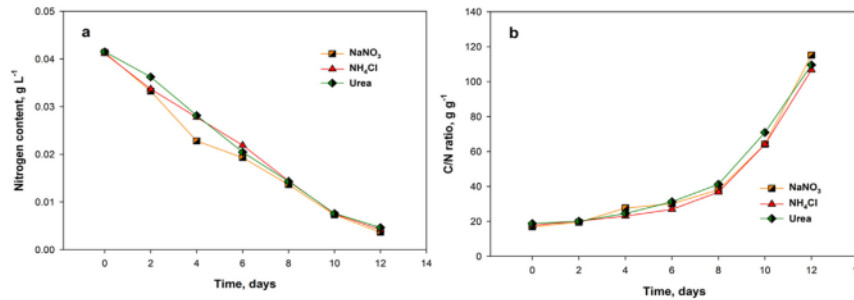 a
NaNO₃
NH₄Cl
Urea
0.05
0.04
0.03
0.02
0.01
0.00
Nitrogen content, g L⁻¹
0 2 4 6 8 10 12 14
Time, days
b
140
120
100
80
60
40
20
0
C/N ratio, g g⁻¹
NaNO₃
NH₄Cl
Urea
0 2 4 6 8 10 12
Time, days